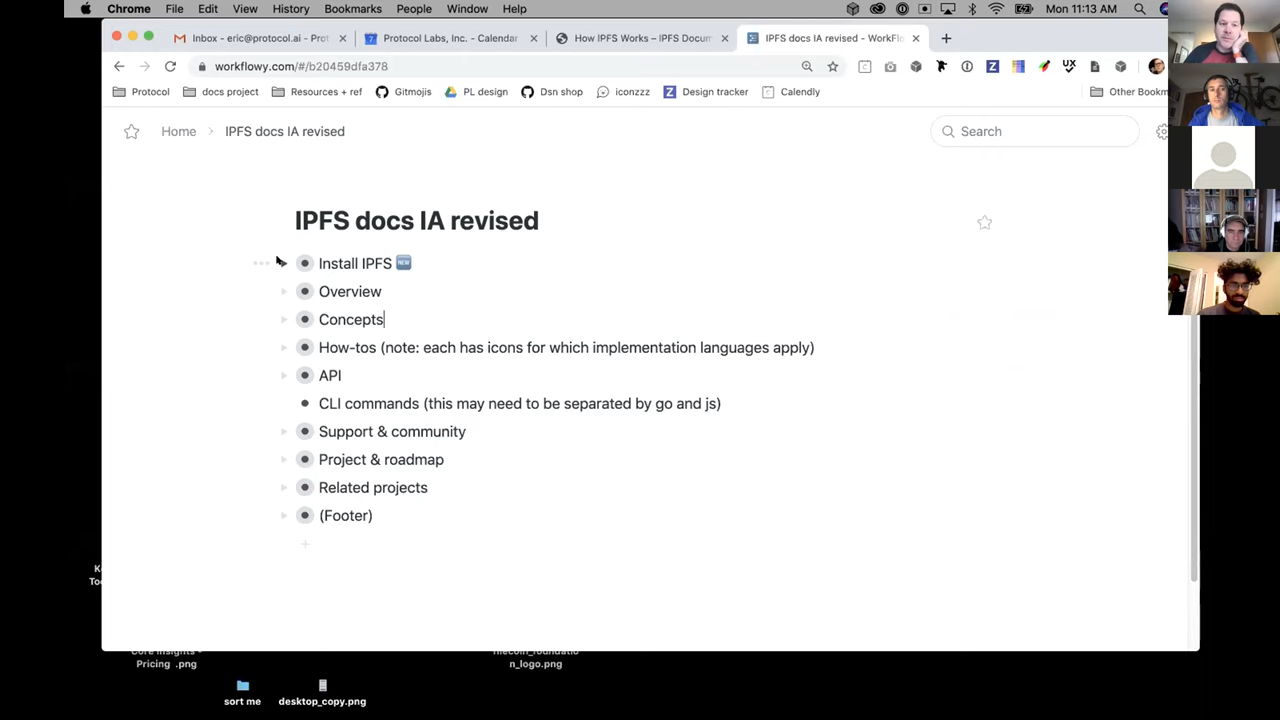 Chrome File Edit View History Bookmarks People Window Help Mon 11:13 AM
Inbox - eric@protocol.ai - Prot
Protocol Labs, Inc. - Calendar
How IPFS Works – IPFS Docum
IPFS docs IA revised - WorkFlo
workflowy.com/#/b20459dfa378
Protocol docs project Resources + ref Gitmojis PL design Dsn shop iconzzz Design tracker Calendly Other Bookm
Home > IPFS docs IA revised
Search
IPFS docs IA revised
Install IPFS NEW
Overview
Concepts
How-tos (note: each has icons for which implementation languages apply)
API
CLI commands (this may need to be separated by go and js)
Support & community
Project & roadmap
Related projects
(Footer)
Pricing .png
n_logo.png
sort me
desktop_copy.png